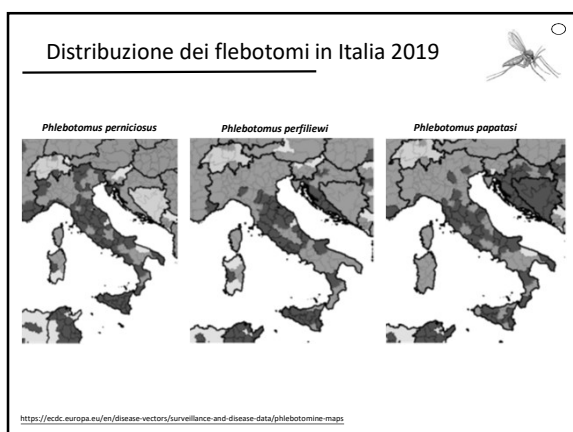 Distribuzione dei flebotomi in Italia 2019
Phlebotomus perniciosus
Phlebotomus perfiliewi
Phlebotomus papatasi
https://ecdc.europa.eu/en/disease-vectors/surveillance-and-disease-data/phlebotomine-maps